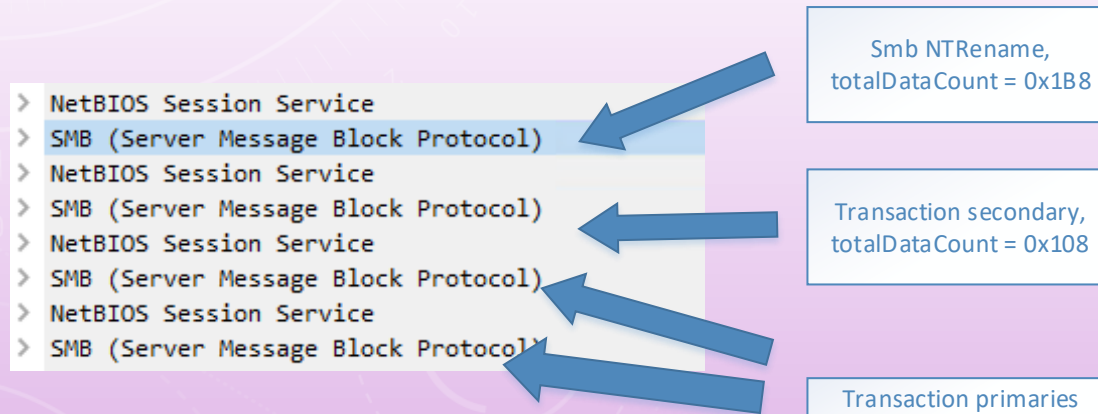 Smb NTRename,
totalDataCount = 0x1B8
> NetBIOS Session Service
> SMB (Server Message Block Protocol)
> NetBIOS Session Service
> SMB (Server Message Block Protocol)
> NetBIOS Session Service
> SMB (Server Message Block Protocol)
> NetBIOS Session Service
> SMB (Server Message Block Protocol)
Transaction secondary,
totalDataCount = 0x108
Transaction primaries